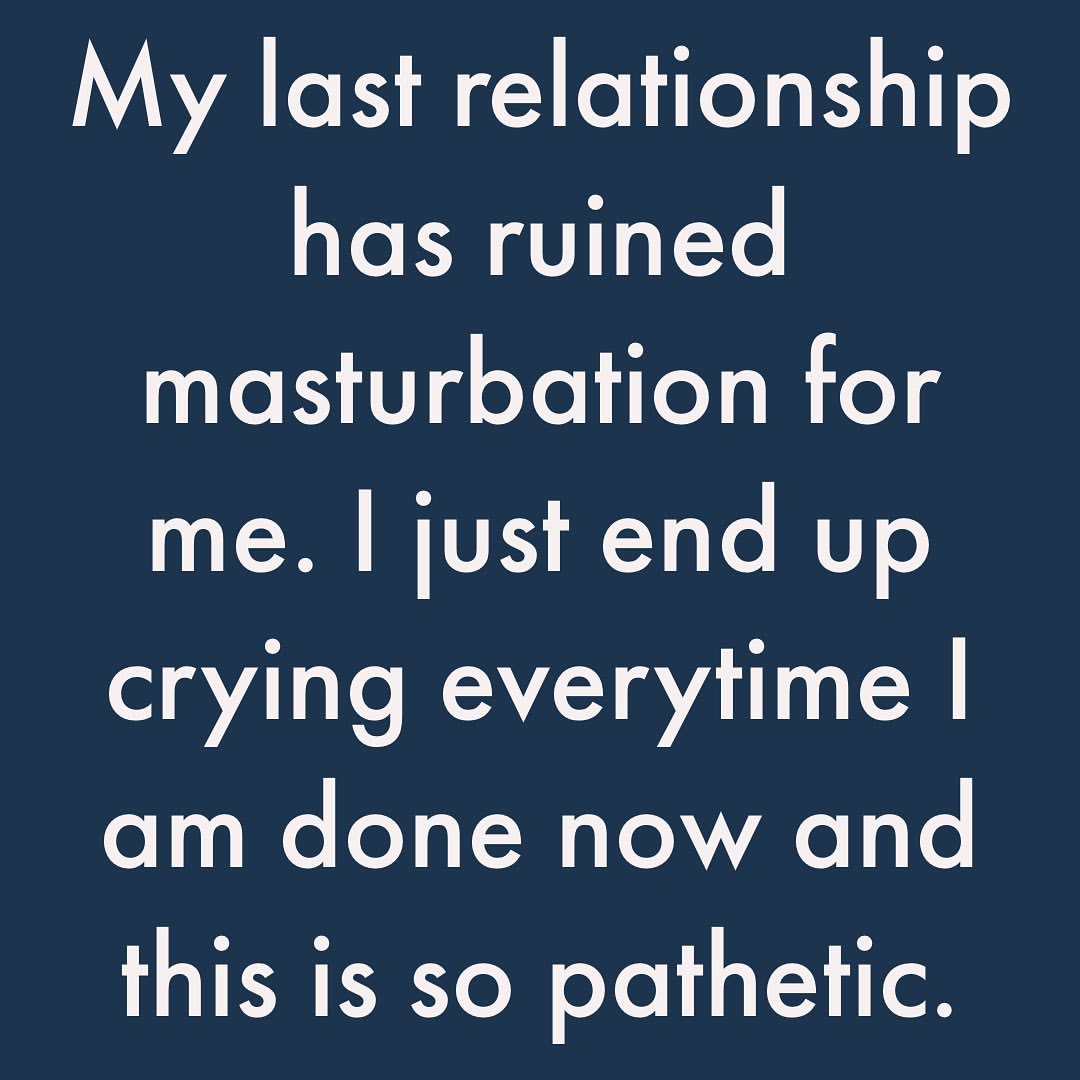 My last relationship
has ruined
masturbation for
me. I just end up
crying everytime I
am done now and
this is so pathetic.